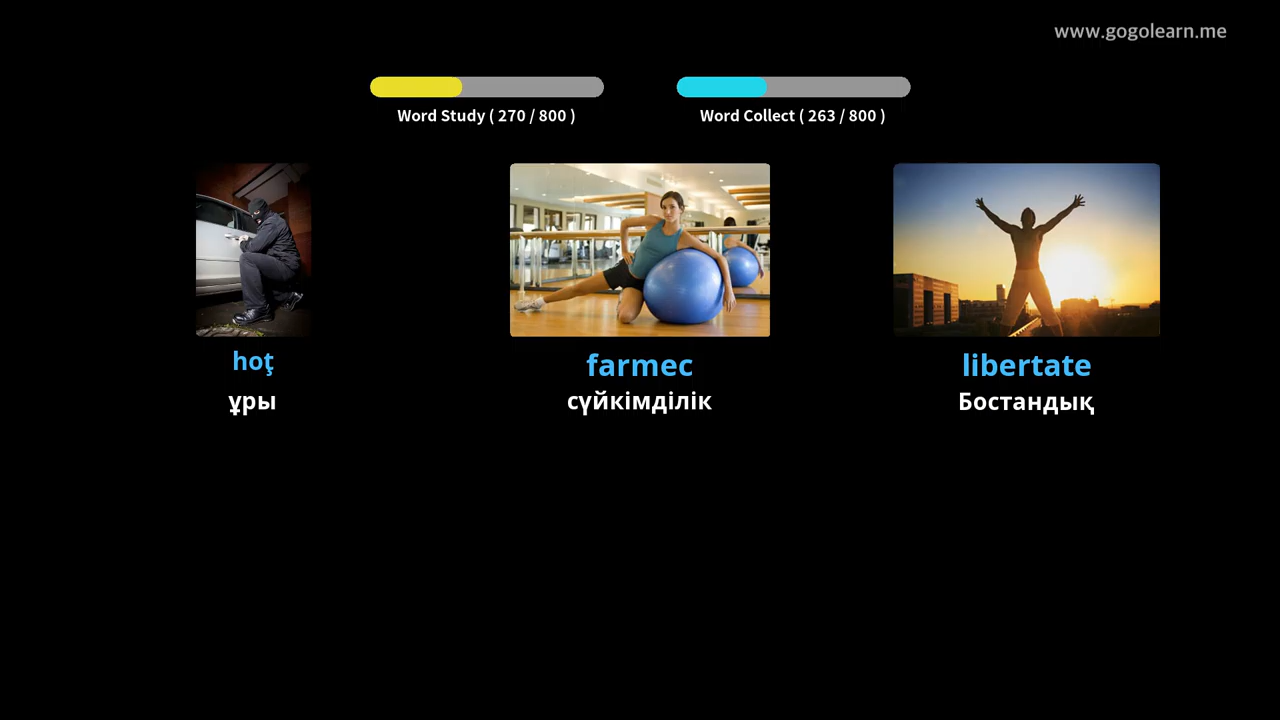 www.gogolearn.me
Word Study ( 270 / 800 )
Word Collect ( 263 / 800 )
hoţ
farmec
libertate
ұры
сүйкімділік
Бостандық